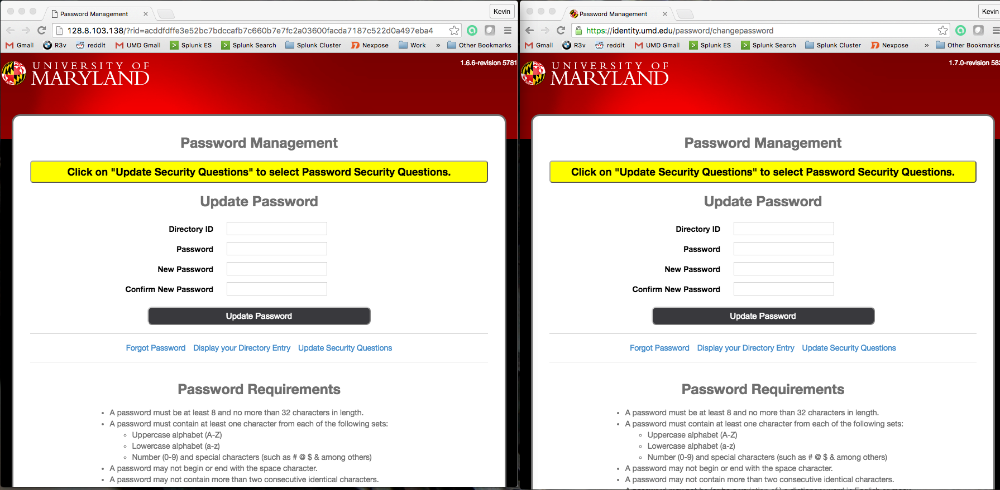 Password Management
Kevin
128.8.103.138/?rid=acddfdffe3e52bc7bdccafb7c660b7e7fc2a03600facda7187c522d0a497eba4
Gmail R3v reddit UMD Gmail Splunk ES Splunk Search Splunk Cluster Nexpose Work » Other Bookmarks
UNIVERSITY OF
MARYLAND
1.6.6-revision 5781
Password Management
Click on "Update Security Questions" to select Password Security Questions.
Update Password
Directory ID
Password
New Password
Confirm New Password
Update Password
Forgot Password Display your Directory Entry Update Security Questions
Password Requirements
• A password must be at least 8 and no more than 32 characters in length.
• A password must contain at least one character from each of the following sets:
◦ Uppercase alphabet (A-Z)
◦ Lowercase alphabet (a-z)
◦ Number (0-9) and special characters (such as # @ $ & among others)
• A password may not begin or end with the space character.
• A password may not contain more than two consecutive identical characters.
Password Management
Kevin
https://identity.umd.edu/password/changepassword
Gmail R3v reddit UMD Gmail Splunk ES Splunk Search Splunk Cluster Nexpose » Other Bookmarks
UNIVERSITY OF
MARYLAND
1.7.0-revision 582
Password Management
Click on "Update Security Questions" to select Password Security Questions.
Update Password
Directory ID
Password
New Password
Confirm New Password
Update Password
Forgot Password Display your Directory Entry Update Security Questions
Password Requirements
• A password must be at least 8 and no more than 32 characters in length.
• A password must contain at least one character from each of the following sets:
◦ Uppercase alphabet (A-Z)
◦ Lowercase alphabet (a-z)
◦ Number (0-9) and special characters (such as # @ $ & among others)
• A password may not begin or end with the space character.
• A password may not contain more than two consecutive identical characters.